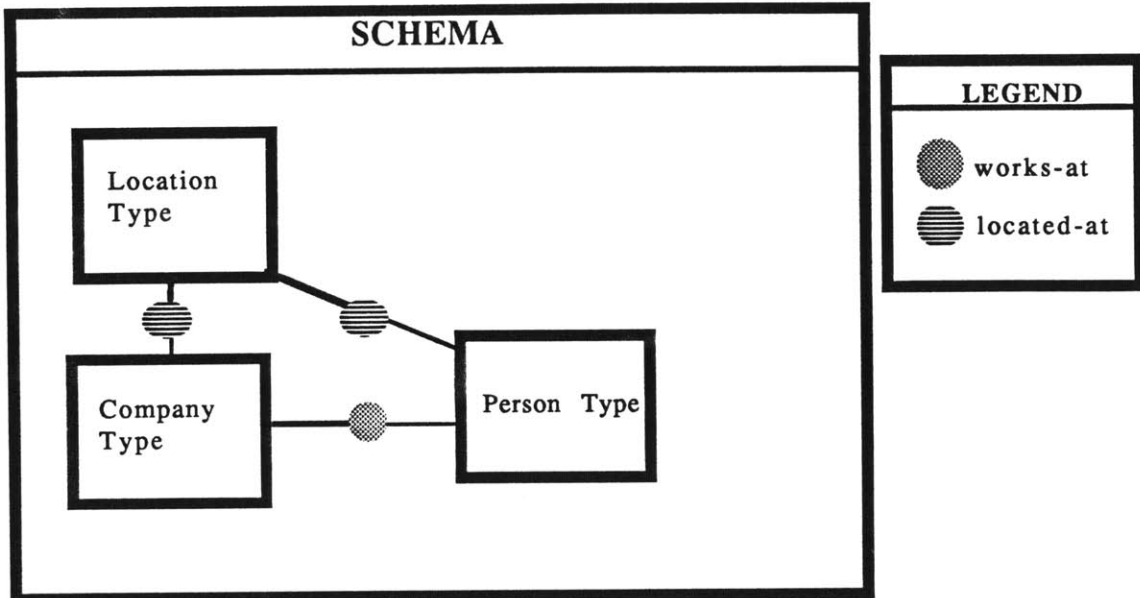 SCHEMA
Location
Type
Company
Type
Person Type
LEGEND
works-at
located-at